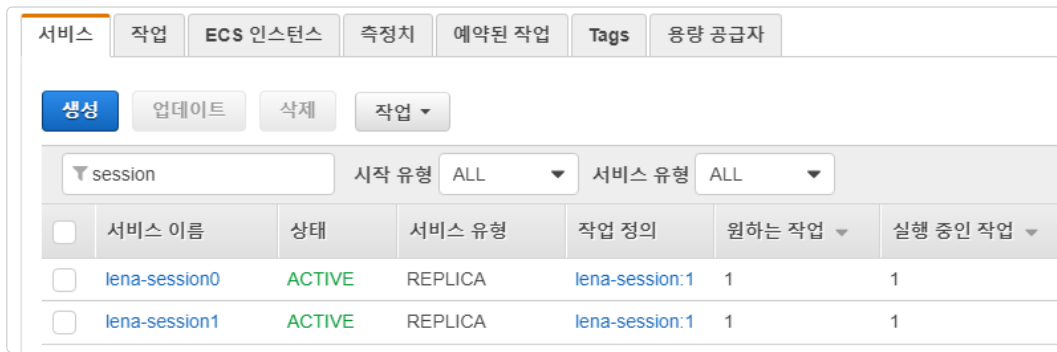 서비스 작업 ECS 인스턴스 측정치 예약된 작업 Tags 용량 공급자
생성 업데이트 삭제 작업
session 시작 유형 ALL 서비스 유형 ALL
서비스 이름 상태 서비스 유형 작업 정의 원하는 작업 실행 중인 작업
lena-session0 ACTIVE REPLICA lena-session:1 1 1
lena-session1 ACTIVE REPLICA lena-session:1 1 1